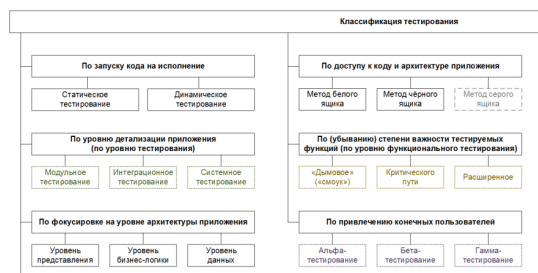 Классификация тестирования
По запуску кода на исполнение
Статическое
тестирование
Динамическое
тестирование
По доступу к коду и архитектуре приложения
Метод белого
ящика
Метод чёрного
ящика
Метод серого
ящика
По уровню детализации приложения
(по уровню тестирования)
Модульное
тестирование
Интеграционное
тестирование
Системное
тестирование
По (убыванию) степени важности тестируемых
функций (по уровню функционального тестирования)
«Дымовое»
(«смоук»)
Критического
пути
Расширенное
По фокусировке на уровне архитектуры приложения
Уровень
представления
Уровень
бизнес-логики
Уровень
данных
По привлечению конечных пользователей
Альфа-
тестирование
Бета-
тестирование
Гамма-
тестирование